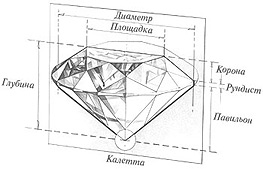 Диаметр
Площадка
Глубина
Корона
Рундист
Павильон
Калетта